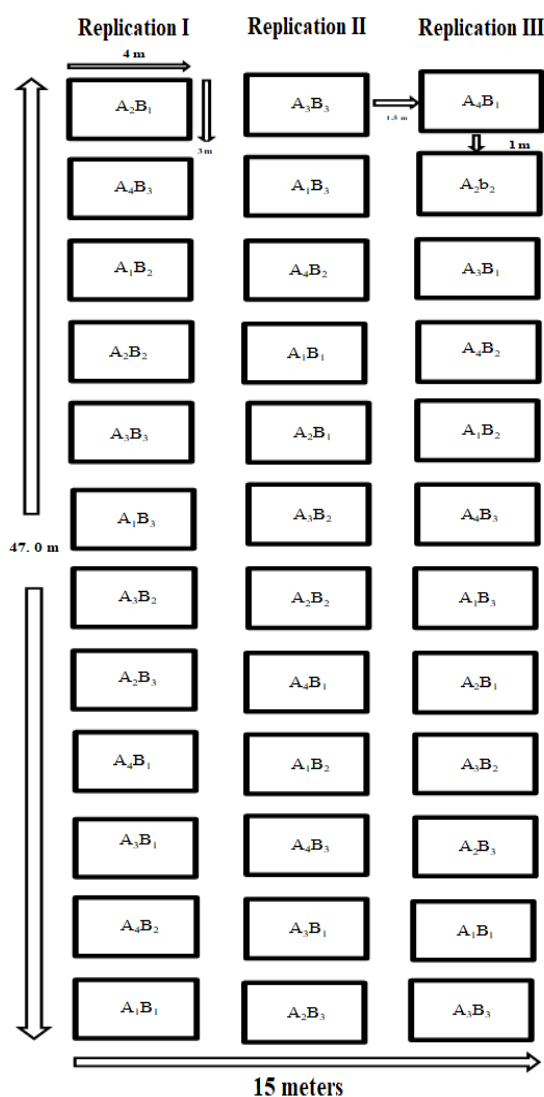 Replication I Replication II Replication III
4 m
A₂B₁ 3 m A₃B₃ 1.5 m A₄B₁
1 m
A₄B₃ A₁B₃ A₂b₂
A₁B₂ A₄B₂ A₃B₁
A₂B₂ A₁B₁ A₄B₂
A₃B₃ A₂B₁ A₁B₂
A₁B₃ A₃B₂ A₄B₃
47. 0 m
A₃B₂ A₂B₂ A₁B₃
A₂B₃ A₄B₁ A₂B₁
A₄B₁ A₁B₂ A₃B₂
A₃B₁ A₄B₃ A₂B₃
A₄B₂ A₃B₁ A₁B₁
A₁B₁ A₂B₃ A₃B₃
15 meters